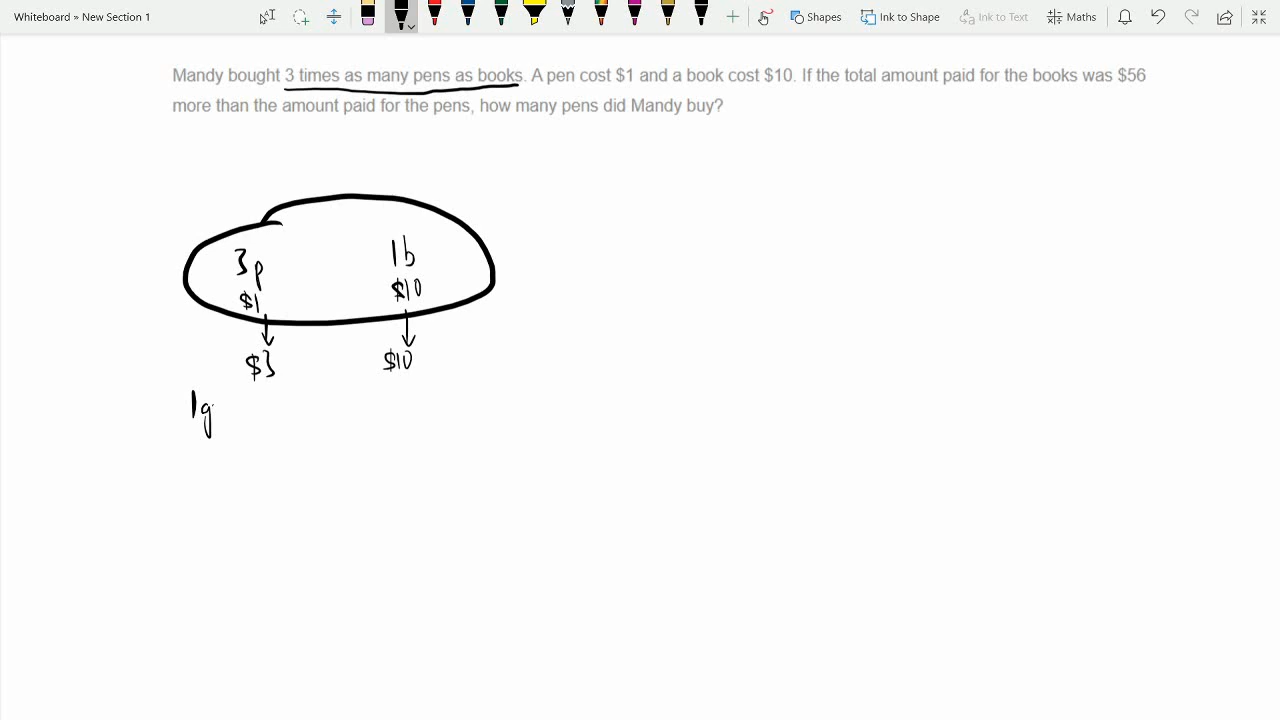 Whiteboard » New Section 1
Shapes
Ink to Shape
Ink to Text
Maths
Mandy bought 3 times as many pens as books. A pen cost $1 and a book cost $10. If the total amount paid for the books was $56
more than the amount paid for the pens, how many pens did Mandy buy?
3p 1b
$1 $10
$3 $10
1g